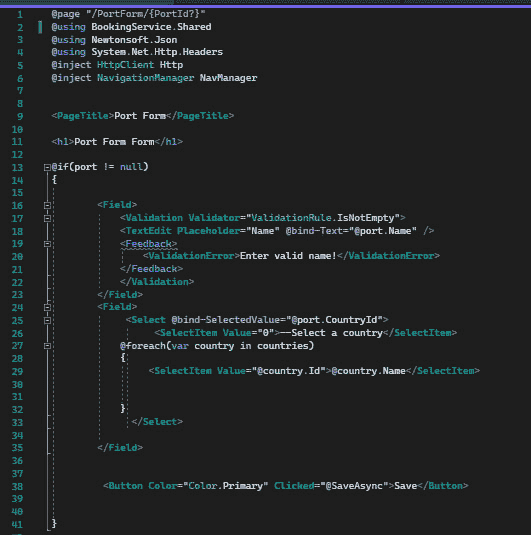 1 @page "/PortForm/{PortId?}"
2 @using BookingService.Shared
3 @using Newtonsoft.Json
4 @using System.Net.Http.Headers
5 @inject HttpClient Http
6 @inject NavigationManager NavManager
7
8
9 <PageTitle>Port Form</PageTitle>
10
11 <h1>Port Form Form</h1>
12
13 @if(port != null)
14 {
15
16 <Field>
17 <Validation Validator="ValidationRule.IsNotEmpty">
18 <TextEdit Placeholder="Name" @bind-Text="@port.Name" />
19 <Feedback>
20 <ValidationError>Enter valid name!</ValidationError>
21 </Feedback>
22 </Validation>
23 </Field>
24 <Field>
25 <Select @bind-SelectedValue="@port.CountryId">
26 <SelectItem Value="0">--Select a country</SelectItem>
27 @foreach(var country in countries)
28 {
29 <SelectItem Value="@country.Id">@country.Name</SelectItem>
30
31
32 }
33 </Select>
34
35 </Field>
36
37
38 <Button Color="Color.Primary" Clicked="@SaveAsync">Save</Button>
39
40
41 }